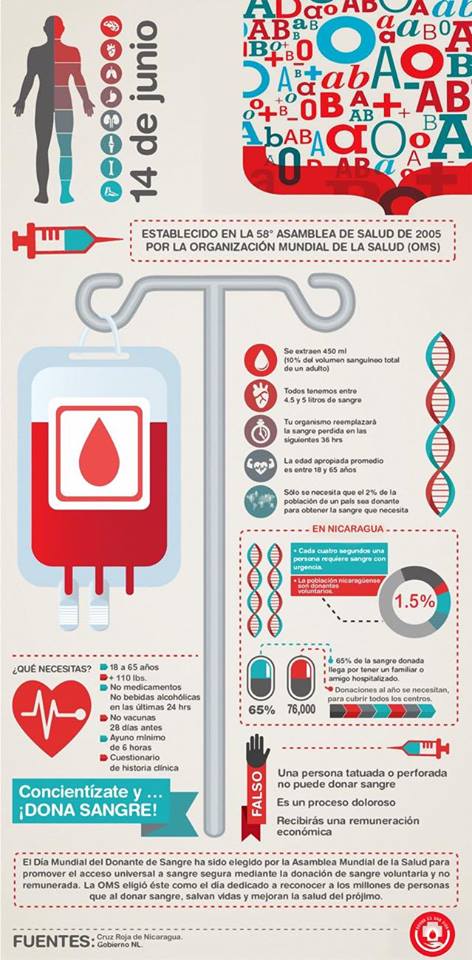 14 de junio
ESTABLECIDO EN LA 58° ASAMBLEA DE SALUD DE 2005
POR LA ORGANIZACIÓN MUNDIAL DE LA SALUD (OMS)
Se extraen 450 ml
(10% del volumen sanguíneo total
de un adulto)
Todos tenemos entre
4.5 y 5 litros de sangre
Tu organismo reemplazará
la sangre perdida en las
siguientes 36 hrs
La edad apropiada promedio
es entre 18 y 65 años
Sólo se necesita que el 2% de la
población de un país sea donante
para obtener la sangre que necesita
EN NICARAGUA
• Cada cuatro segundos una
persona requiere sangre con
urgencia.
• La población nicaragüense
son donantes
voluntarios.
1.5%
65% de la sangre donada
llega por tener un familiar o
amigo hospitalizado.
Donaciones al año se necesitan,
para cubrir todos los centros.
65%
76,000
¿QUÉ NECESITAS?
18 a 65 años
+ 110 lbs.
No medicamentos
No bebidas alcohólicas
en las últimas 24 hrs
No vacunas
28 días antes
Ayuno mínimo
de 6 horas
Cuestionario
de historia clínica
Concientízate y ...
¡DONA SANGRE!
FALSO
Una persona tatuada o perforada
no puede donar sangre
Es un proceso doloroso
Recibirás una remuneración
económica
El Día Mundial del Donante de Sangre ha sido elegido por la Asamblea Mundial de la Salud para
promover el acceso universal a sangre segura mediante la donación de sangre voluntaria y no
remunerada. La OMS eligió éste como el día dedicado a reconocer a los millones de personas
que al donar sangre, salvan vidas y mejoran la salud del prójimo.
FUENTES: Cruz Roja de Nicaragua.
Gobierno NL.